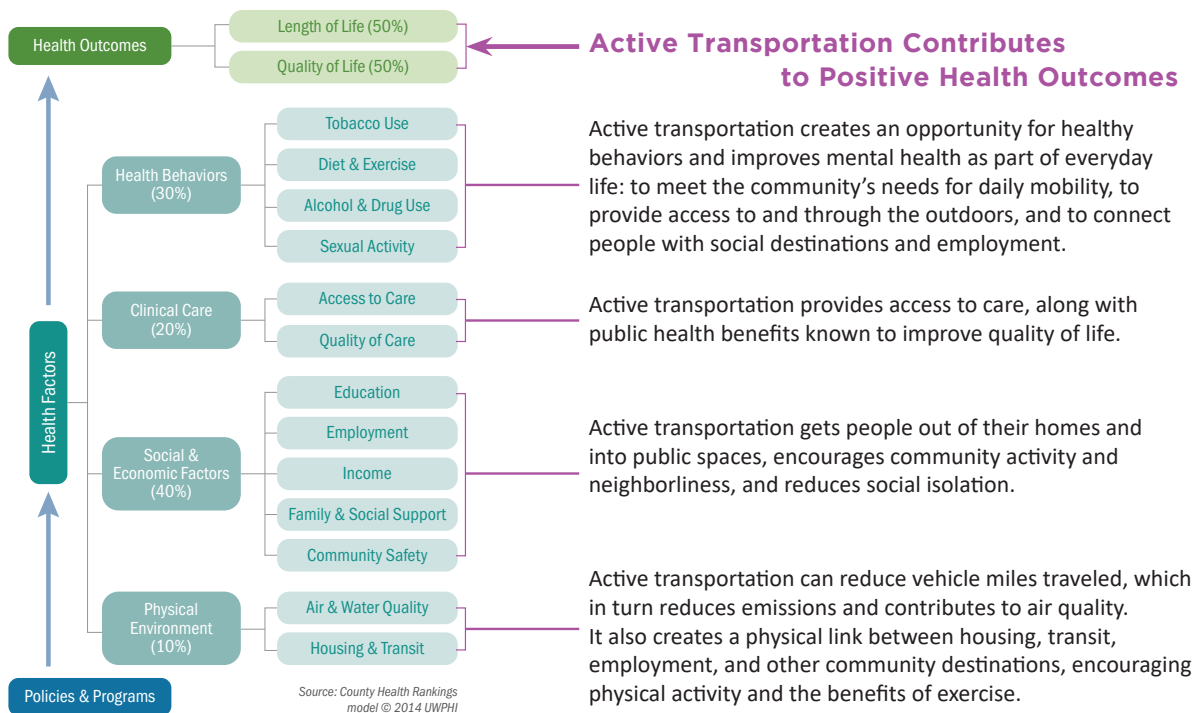 Health Outcomes
Length of Life (50%)
Quality of Life (50%)
Active Transportation Contributes
to Positive Health Outcomes
Health Factors
Health Behaviors
(30%)
Tobacco Use
Diet & Exercise
Alcohol & Drug Use
Sexual Activity
Active transportation creates an opportunity for healthy
behaviors and improves mental health as part of everyday
life: to meet the community’s needs for daily mobility, to
provide access to and through the outdoors, and to connect
people with social destinations and employment.
Clinical Care
(20%)
Access to Care
Quality of Care
Active transportation provides access to care, along with
public health benefits known to improve quality of life.
Social &
Economic Factors
(40%)
Education
Employment
Income
Family & Social Support
Community Safety
Active transportation gets people out of their homes and
into public spaces, encourages community activity and
neighborliness, and reduces social isolation.
Physical
Environment
(10%)
Air & Water Quality
Housing & Transit
Active transportation can reduce vehicle miles traveled, which
in turn reduces emissions and contributes to air quality.
It also creates a physical link between housing, transit,
employment, and other community destinations, encouraging
physical activity and the benefits of exercise.
Policies & Programs
Source: County Health Rankings
model © 2014 UWPHI